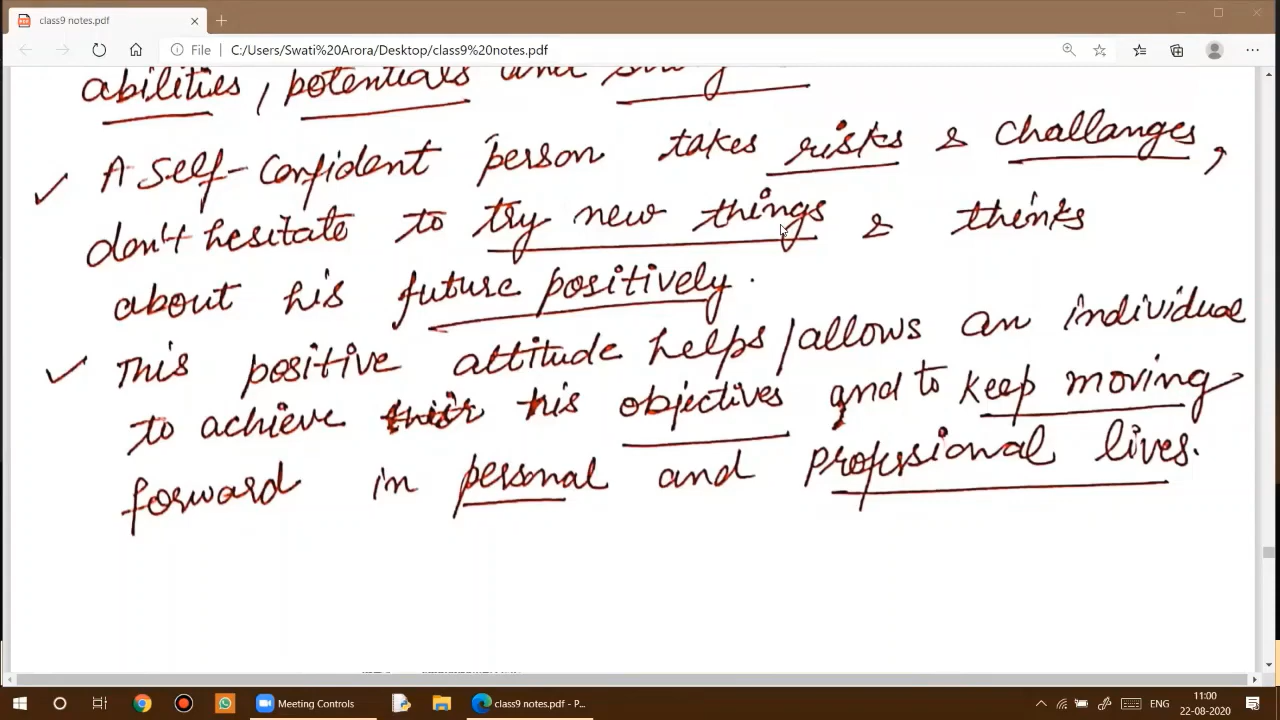 class9 notes.pdf
File C:/Users/Swati%20Arora/Desktop/class9%20notes.pdf
abilities, potentials and
A Self-Confident person takes risks & challanges,
don't hesitate to try new things & thinks
about his future positively.
This positive attitude helps/allows an individual
to achieve their his objectives and to keep moving
forward in personal and professional lives.
Meeting Controls
class9 notes.pdf - P...
ENG
11:00
22-08-2020